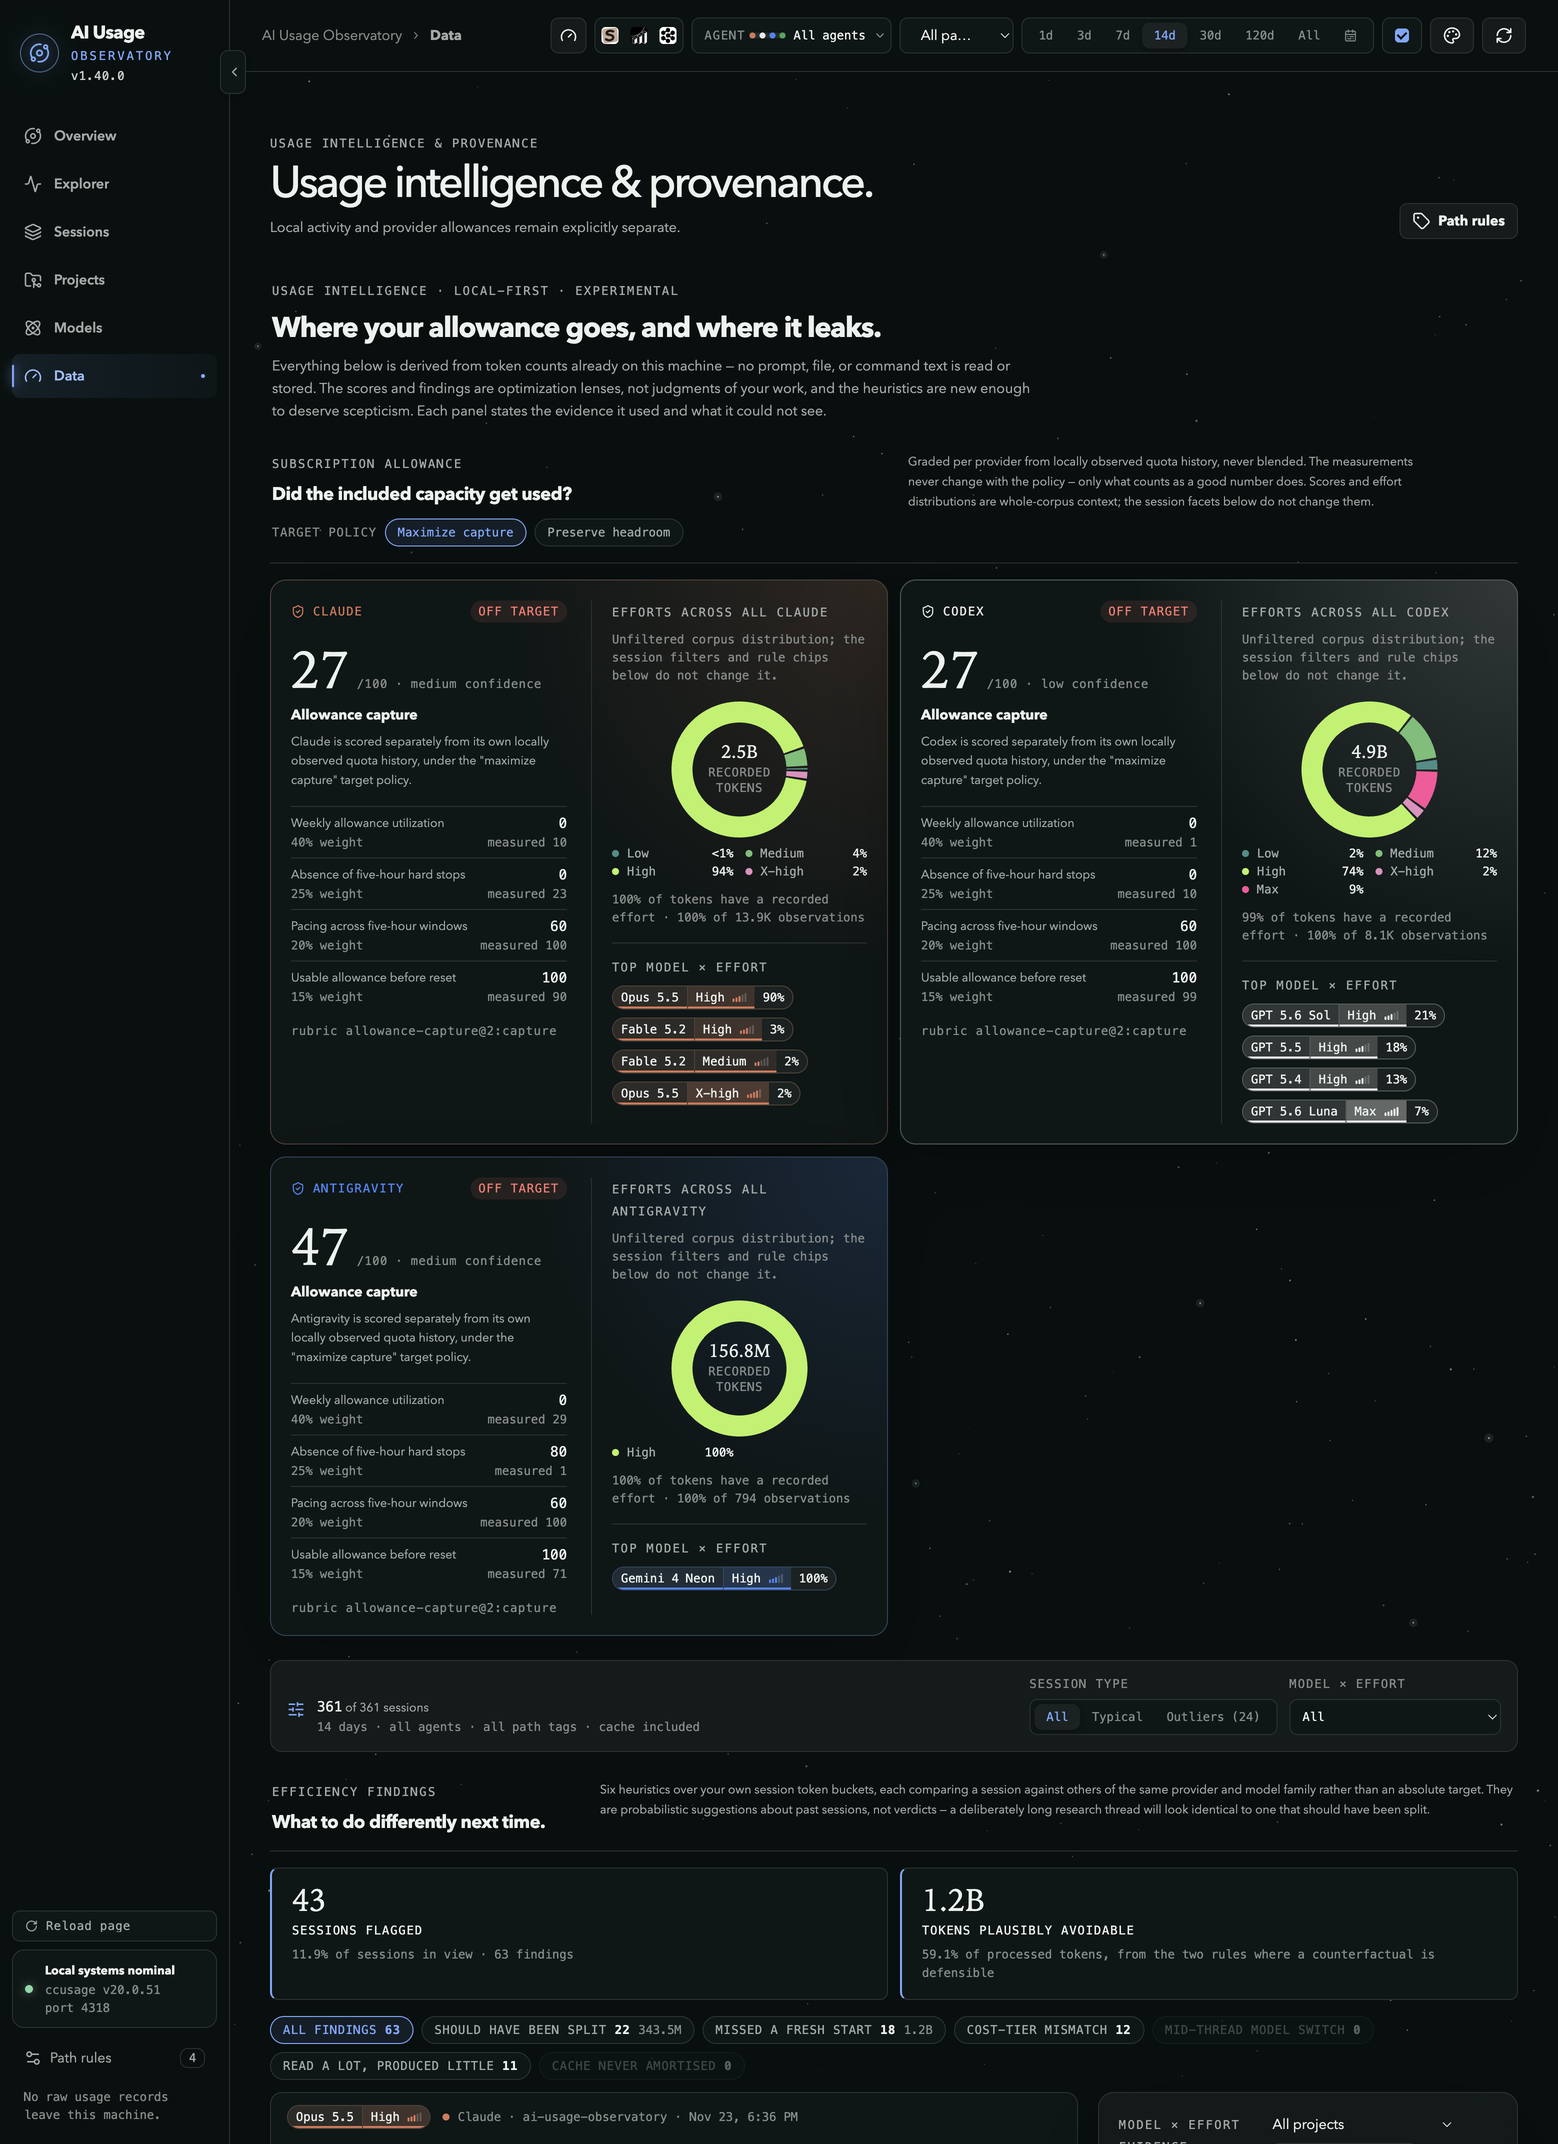 AI Usage
OBSERVATORY
v1.40.0
Overview
Explorer
Sessions
Projects
Models
Data
Reload page
Local systems nominal
ccusage v20.0.51
port 4318
Path rules 4
No raw usage records
leave this machine.
AI Usage Observatory > Data
S
AGENT All agents
All pa...
1d 3d 7d 14d 30d 120d All
USAGE INTELLIGENCE & PROVENANCE
Usage intelligence & provenance.
Local activity and provider allowances remain explicitly separate.
Path rules
USAGE INTELLIGENCE · LOCAL-FIRST · EXPERIMENTAL
Where your allowance goes, and where it leaks.
Everything below is derived from token counts already on this machine — no prompt, file, or command text is read or
stored. The scores and findings are optimization lenses, not judgments of your work, and the heuristics are new enough
to deserve scepticism. Each panel states the evidence it used and what it could not see.
SUBSCRIPTION ALLOWANCE
Did the included capacity get used?
TARGET POLICY Maximize capture Preserve headroom
Graded per provider from locally observed quota history, never blended. The measurements
never change with the policy — only what counts as a good number does. Scores and effort
distributions are whole-corpus context; the session facets below do not change them.
CLAUDE OFF TARGET
27 /100 · medium confidence
Allowance capture
Claude is scored separately from its own locally
observed quota history, under the "maximize
capture" target policy.
Weekly allowance utilization 0
40% weight measured 10
Absence of five-hour hard stops 0
25% weight measured 23
Pacing across five-hour windows 60
20% weight measured 100
Usable allowance before reset 100
15% weight measured 90
rubric allowance-capture@2:capture
EFFORTS ACROSS ALL CLAUDE
Unfiltered corpus distribution; the
session filters and rule chips
below do not change it.
2.5B
RECORDED
TOKENS
Low <1% Medium 4%
High 94% X-high 2%
100% of tokens have a recorded
effort · 100% of 13.9K observations
TOP MODEL × EFFORT
Opus 5.5 High 90%
Fable 5.2 High 3%
Fable 5.2 Medium 2%
Opus 5.5 X-high 2%
CODEX OFF TARGET
27 /100 · low confidence
Allowance capture
Codex is scored separately from its own locally
observed quota history, under the "maximize
capture" target policy.
Weekly allowance utilization 0
40% weight measured 1
Absence of five-hour hard stops 0
25% weight measured 10
Pacing across five-hour windows 60
20% weight measured 100
Usable allowance before reset 100
15% weight measured 99
rubric allowance-capture@2:capture
EFFORTS ACROSS ALL CODEX
Unfiltered corpus distribution; the
session filters and rule chips
below do not change it.
4.9B
RECORDED
TOKENS
Low 2% Medium 12%
High 74% X-high 2%
Max 9%
99% of tokens have a recorded
effort · 100% of 8.1K observations
TOP MODEL × EFFORT
GPT 5.6 Sol High 21%
GPT 5.5 High 18%
GPT 5.4 High 13%
GPT 5.6 Luna Max 7%
ANTIGRAVITY OFF TARGET
47 /100 · medium confidence
Allowance capture
Antigravity is scored separately from its own
locally observed quota history, under the
"maximize capture" target policy.
Weekly allowance utilization 0
40% weight measured 29
Absence of five-hour hard stops 80
25% weight measured 1
Pacing across five-hour windows 60
20% weight measured 100
Usable allowance before reset 100
15% weight measured 71
rubric allowance-capture@2:capture
EFFORTS ACROSS ALL
ANTIGRAVITY
Unfiltered corpus distribution; the
session filters and rule chips
below do not change it.
156.8M
RECORDED
TOKENS
High 100%
100% of tokens have a recorded
effort · 100% of 794 observations
TOP MODEL × EFFORT
Gemini 4 Neon High 100%
361 of 361 sessions
14 days · all agents · all path tags · cache included
SESSION TYPE
All Typical Outliers (24)
MODEL × EFFORT
All
EFFICIENCY FINDINGS
What to do differently next time.
Six heuristics over your own session token buckets, each comparing a session against others of the same provider and model family rather than an absolute target. They
are probabilistic suggestions about past sessions, not verdicts — a deliberately long research thread will look identical to one that should have been split.
43
SESSIONS FLAGGED
11.9% of sessions in view · 63 findings
1.2B
TOKENS PLAUSIBLY AVOIDABLE
59.1% of processed tokens, from the two rules where a counterfactual is
defensible
ALL FINDINGS 63 SHOULD HAVE BEEN SPLIT 22 343.5M MISSED A FRESH START 18 1.2B COST-TIER MISMATCH 12 MID-THREAD MODEL SWITCH 0
READ A LOT, PRODUCED LITTLE 11 CACHE NEVER AMORTISED 0
Opus 5.5 High Claude · ai-usage-observatory · Nov 23, 6:36 PM
MODEL × EFFORT All projects